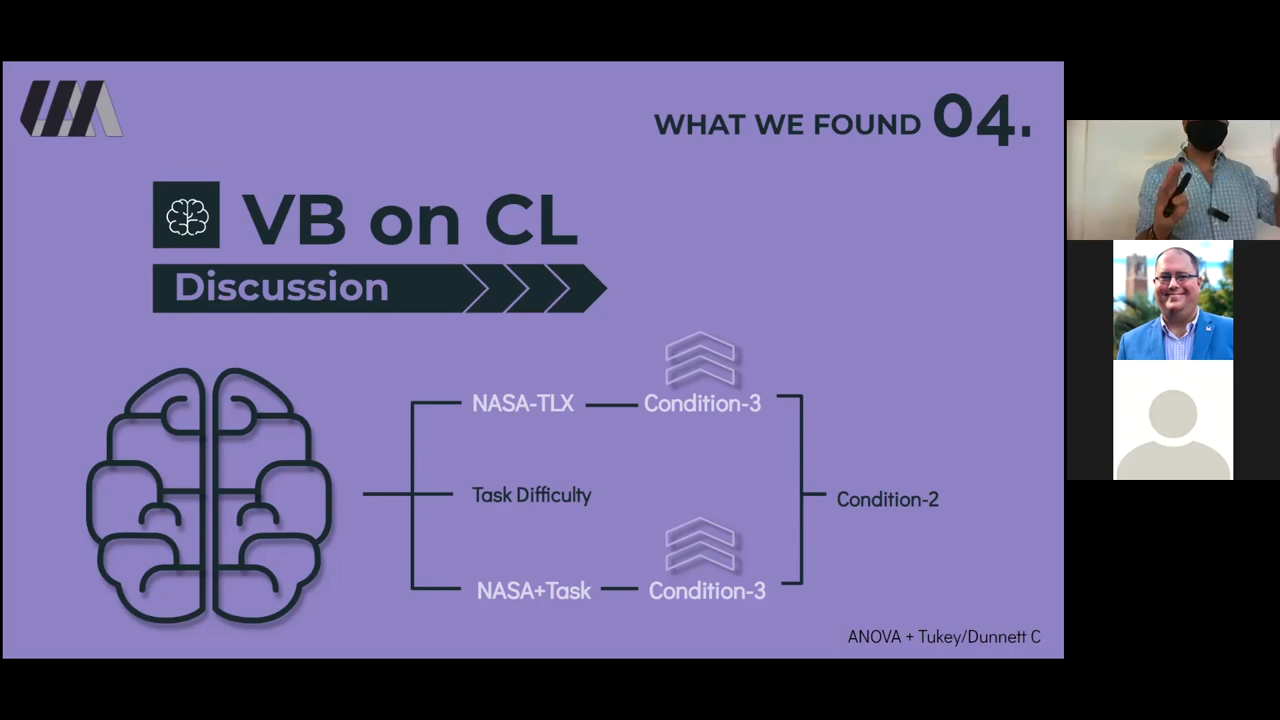 WHAT WE FOUND 04.
VB on CL
Discussion
NASA-TLX Condition-3
Task Difficulty Condition-2
NASA+Task Condition-3
ANOVA + Tukey/Dunnett C